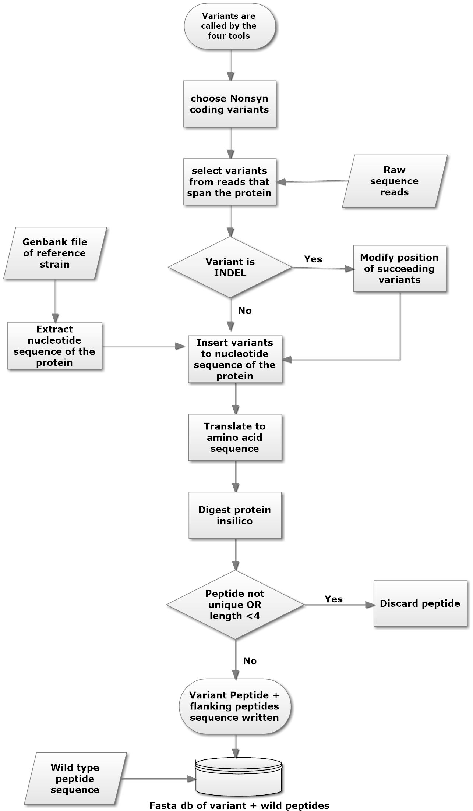 Variants are
called by the
four tools
choose Nonsyn
coding variants
select variants
from reads that
span the protein
Raw
sequence
reads
Genbank file
of reference
strain
Variant is
INDEL
Yes
Modify position
of succeeding
variants
No
Extract
nucleotide
sequence of the
protein
Insert variants
to nucleotide
sequence of the
protein
Translate to
amino acid
sequence
Digest protein
insilico
Peptide not
unique OR
length <4
Yes
Discard peptide
No
Variant Peptide +
flanking peptides
sequence written
Wild type
peptide
sequence
Fasta db of variant + wild peptides